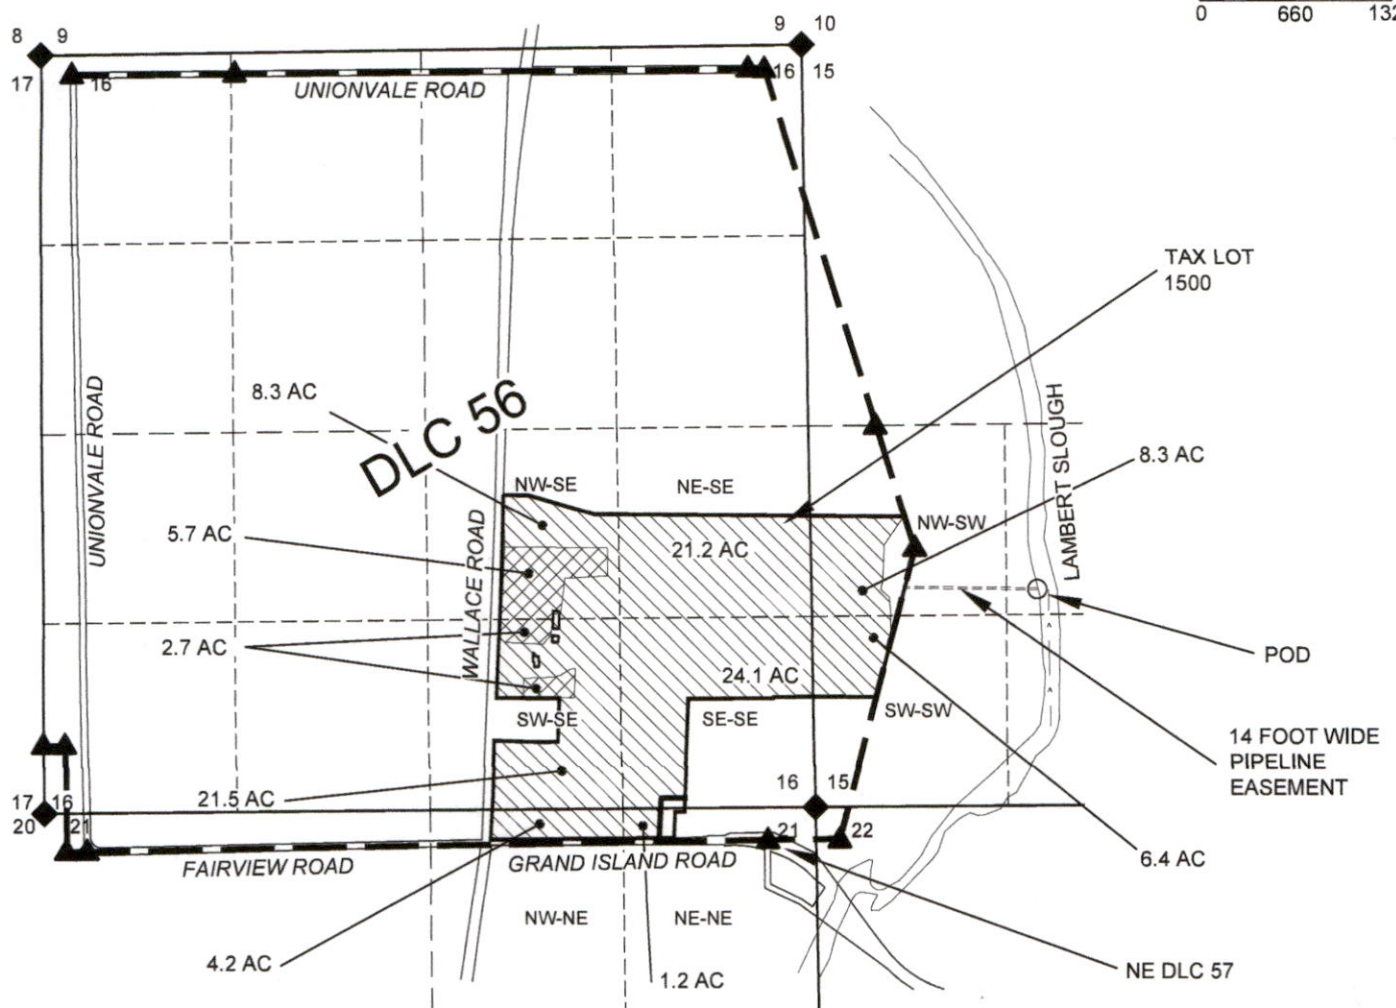 0 660 132
8 9
9 10
17 16
16 15
UNIONVALE ROAD
TAX LOT
1500
UNIONVALE ROAD
8.3 AC
DLC 56
LAMBERT SLOUGH
8.3 AC
NW-SE
NE-SE
NW-SW
5.7 AC
WALLACE ROAD
21.2 AC
2.7 AC
POD
24.1 AC
SW-SE
SE-SE
SW-SW
14 FOOT WIDE
PIPELINE
EASEMENT
21.5 AC
17 16
16 15
20 21
21 22
FAIRVIEW ROAD
GRAND ISLAND ROAD
6.4 AC
NW-NE
NE-NE
4.2 AC
1.2 AC
NE DLC 57